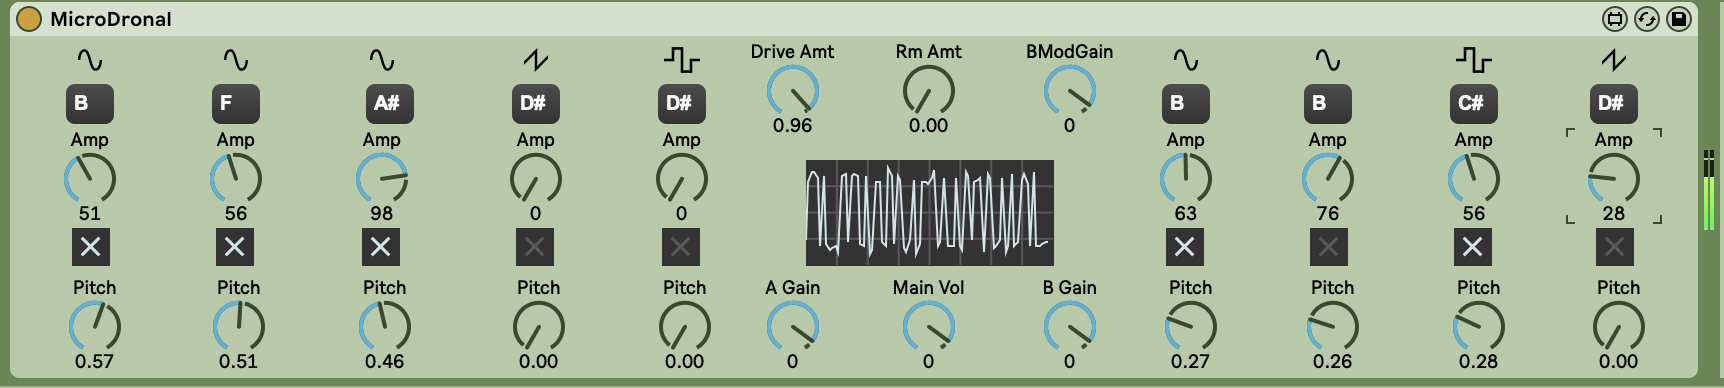 MicroDronal
Drive Amt Rm Amt BModGain
B F A# D# D# B B C# D#
0.96 0.00 0
Amp Amp Amp Amp Amp Amp Amp Amp Amp
51 56 98 0 0 63 76 56 28
Pitch Pitch Pitch Pitch Pitch A Gain Main Vol B Gain Pitch Pitch Pitch Pitch
0.57 0.51 0.46 0.00 0.00 0 0 0 0.27 0.26 0.28 0.00